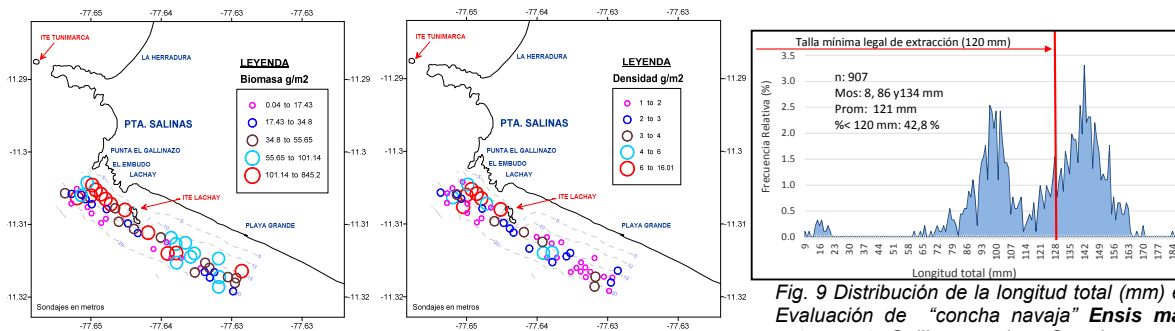 -77.65 -77.64 -77.63
ITE TUNIMARCA
LA HERRADURA
LEYENDA
Biomasa g/m2
0.04 to 17.43
17.43 to 34.8
34.8 to 55.65
55.65 to 101.14
101.14 to 845.2
-11.29
PTA. SALINAS
-11.3
PUNTA EL GALLINAZO
EL EMBUDO
LACHAY
ITE LACHAY
-11.31
PLAYA GRANDE
-11.32
Sondajes en metros
-77.65 -77.64 -77.63
-77.65 -77.64 -77.63
ITE TUNIMARCA
LA HERRADURA
LEYENDA
Densidad g/m2
1 to 2
2 to 3
3 to 4
4 to 6
6 to 16.01
-11.29
PTA. SALINAS
-11.3
PUNTA EL GALLINAZO
EL EMBUDO
LACHAY
ITE LACHAY
-11.31
PLAYA GRANDE
-11.32
Sondajes en metros
-77.65 -77.64 -77.63
Talla mínima legal de extracción (120 mm)
n: 907
Mos: 8, 86 y134 mm
Prom: 121 mm
%< 120 mm: 42,8 %
Frecuencia Relativa (%)
3.5
3.0
2.5
2.0
1.5
1.0
0.5
0.0
9 16 23 30 37 44 51 58 65 72 79 86 93 100 107 114 121 128 135 142 149 156 163 170 177 184
Longitud total (mm)
Fig. 9 Distribución de la longitud total (mm)
Evaluación de "concha navaja" Ensis